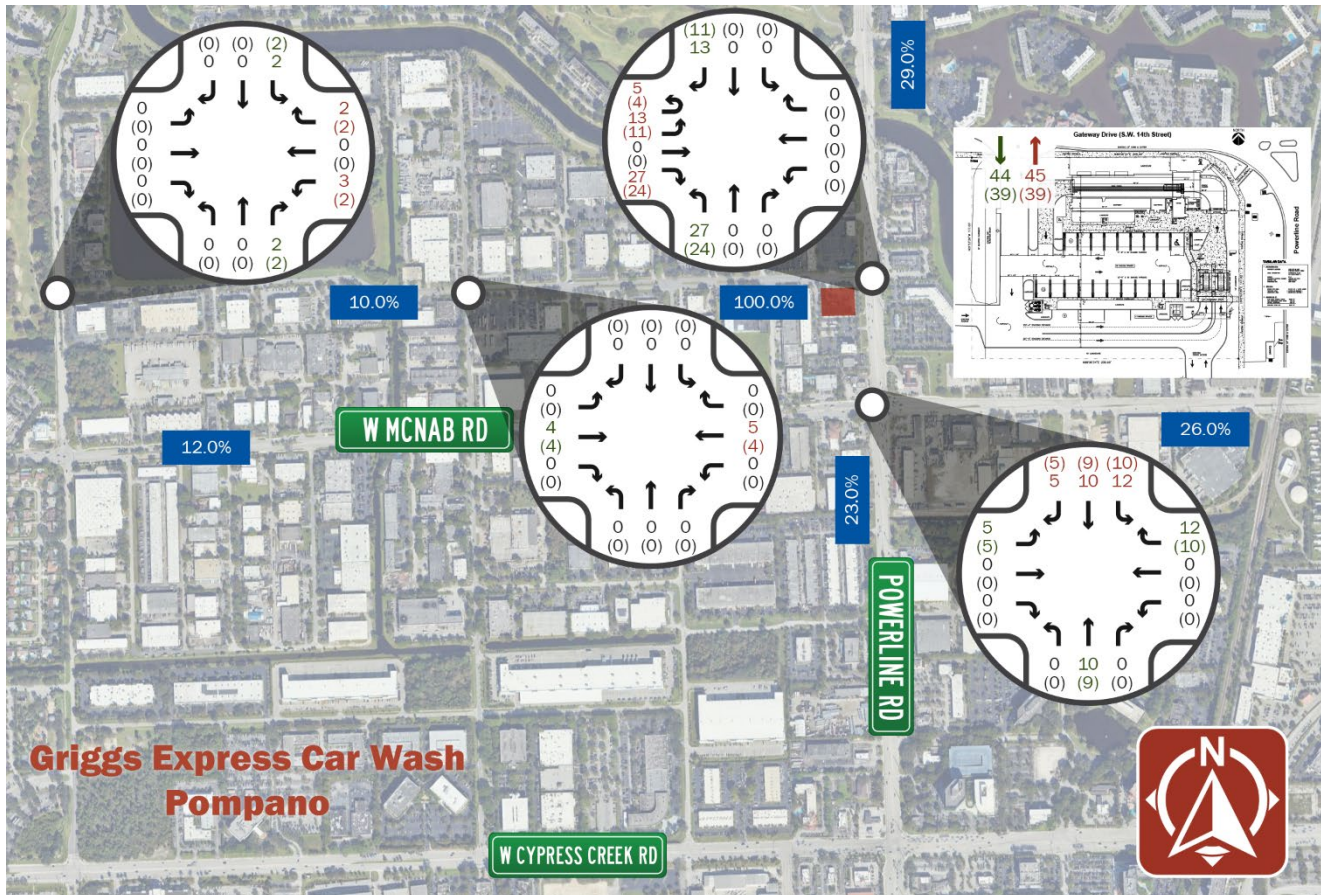 (0) (0) (2)
0 0 2
0
(0)
0
(0)
0
(0)
2
(2)
0
(0)
3
(2)
0 0 2
(0) (0) (2)
(11) (0) (0)
13 0 0
5
(4)
13
(11)
0
(0)
27
(24)
0
(0)
0
(0)
0
(0)
27 0 0
(24) (0) (0)
29.0%
Gateway Drive (S.W. 14th Street)
NORTH
44 45
(39) (39)
Powerline Road
10.0%
100.0%
(0) (0) (0)
0 0 0
0
(0)
4
(4)
0
(0)
0
(0)
5
(4)
0
(0)
0 0 0
(0) (0) (0)
W MCNAB RD
12.0%
26.0%
23.0%
(5) (9) (10)
5 10 12
5
(5)
0
(0)
0
(0)
12
(10)
0
(0)
0
(0)
0 10 0
(0) (9) (0)
POWERLINE RD
Griggs Express Car Wash
Pompano
W CYPRESS CREEK RD
N